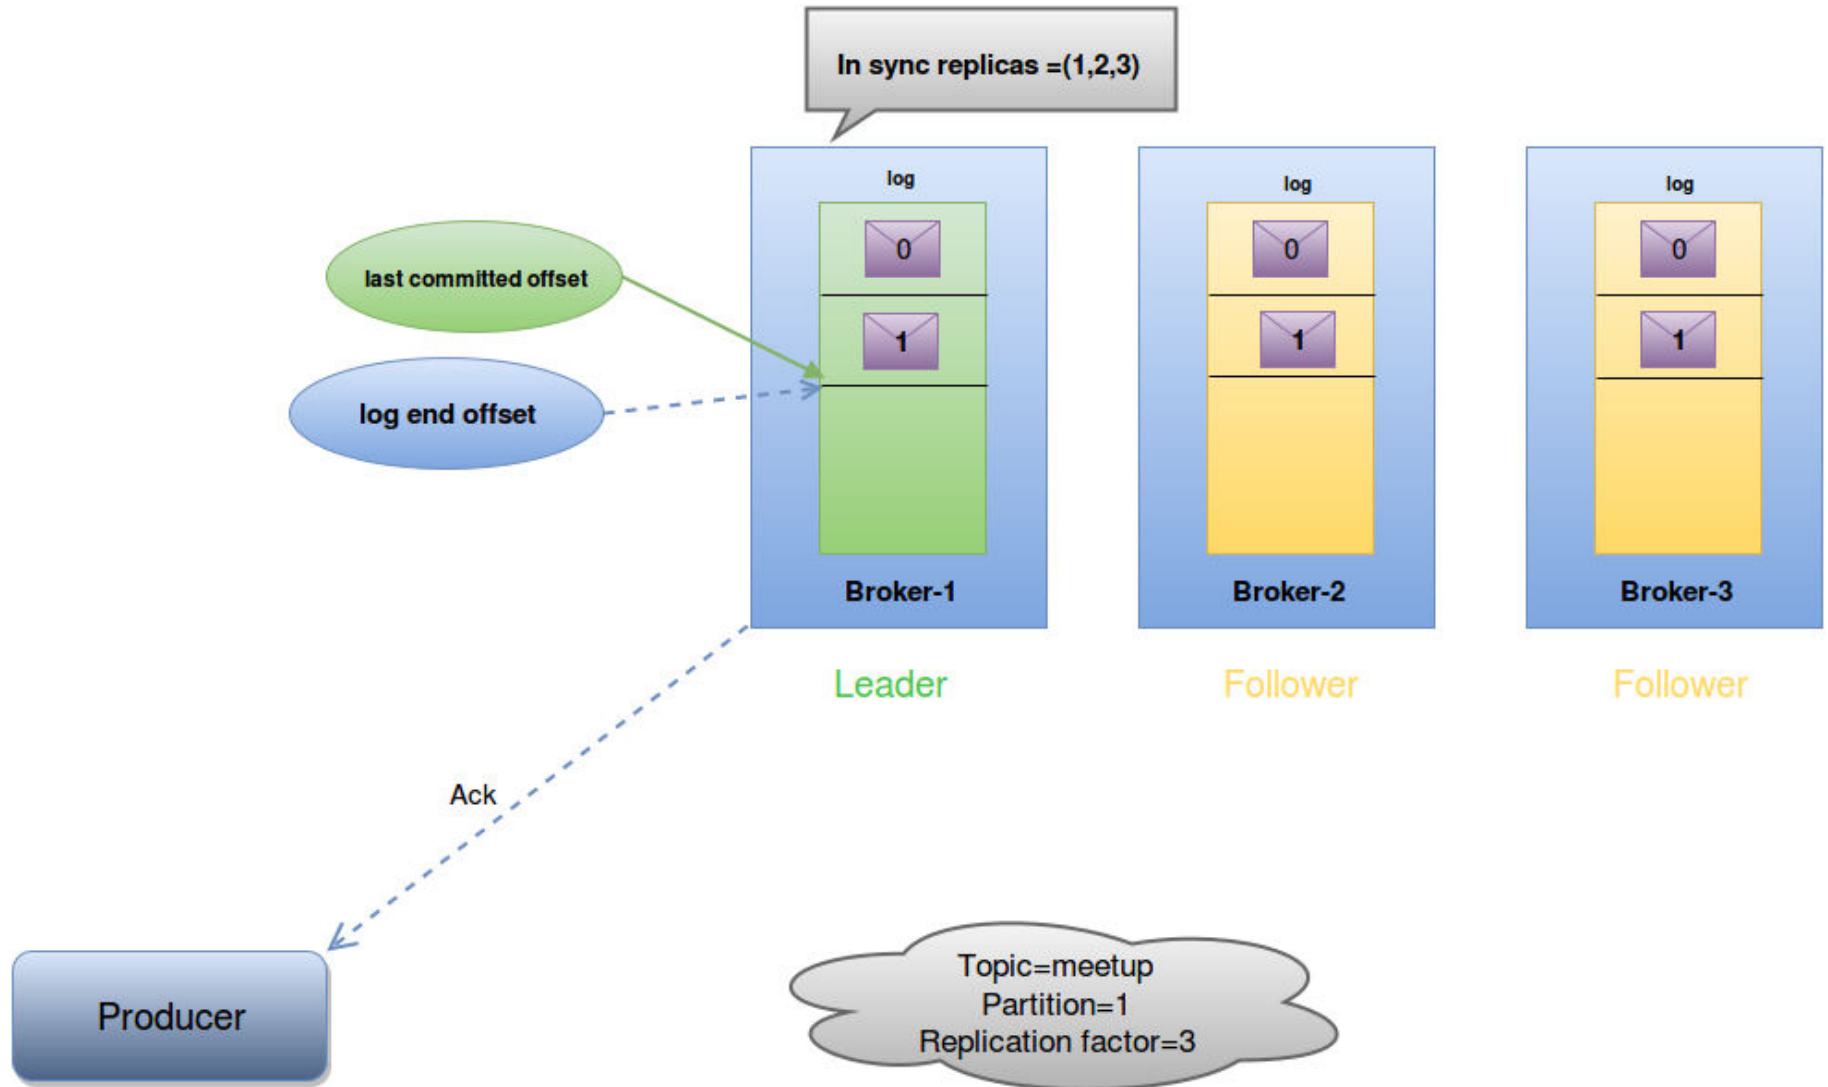 In sync replicas =(1,2,3)
log
log
log
0
0
0
last committed offset
1
1
1
log end offset
Broker-1
Broker-2
Broker-3
Leader
Follower
Follower
Ack
Topic=meetup
Partition=1
Replication factor=3
Producer